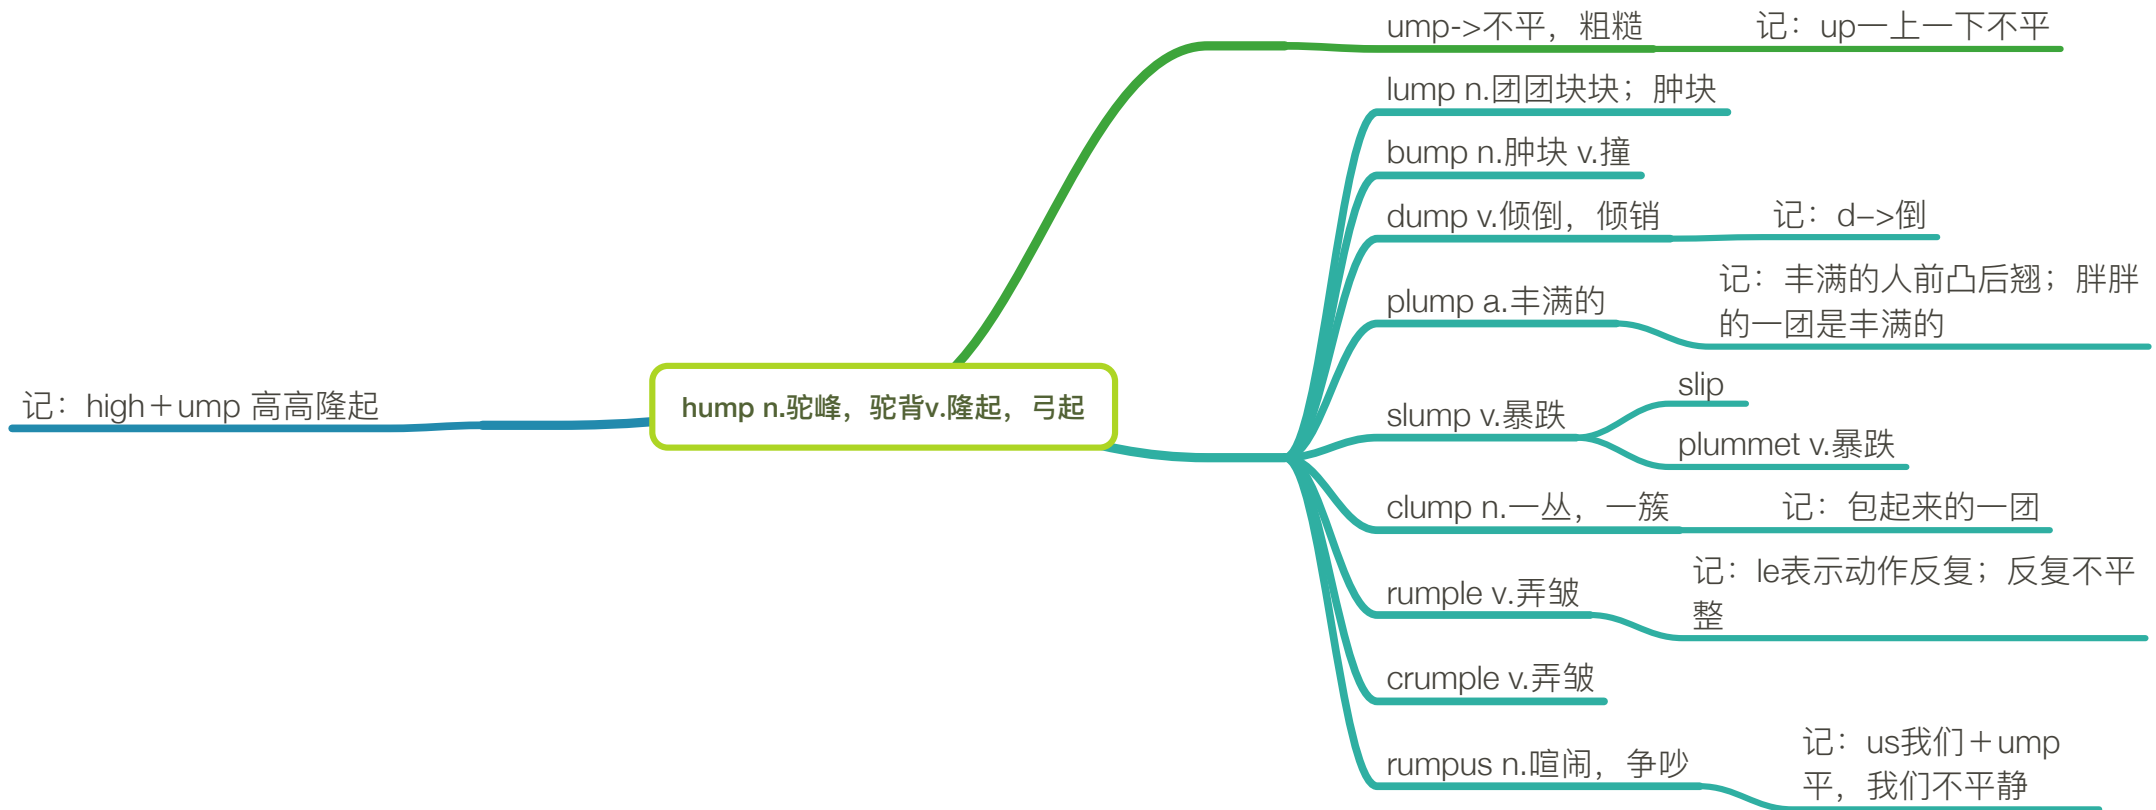 ump->不平，粗糙
记：up一上一下不平
lump n.团团块块；肿块
bump n.肿块 v.撞
dump v.倾倒，倾销
记：d->倒
plump a.丰满的
记：丰满的人前凸后翘；胖胖
的一团是丰满的
记：high+ump 高高隆起
hump n.驼峰，驼背v.隆起，弓起
slump v.暴跌
slip
plummet v.暴跌
clump n.一丛，一簇
记：包起来的一团
rumple v.弄皱
记：le表示动作反复；反复不平
整
crumple v.弄皱
rumpus n.喧闹，争吵
记：us我们+ump
平，我们不平静